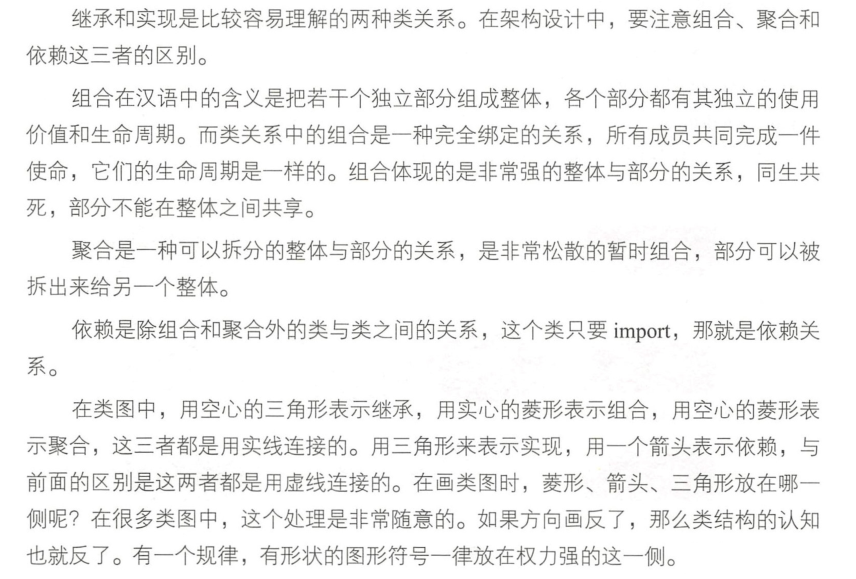 继承和实现是比较容易理解的两种类关系。在架构设计中，要注意组合、聚合和
依赖这三者的区别。
组合在汉语中的含义是把若干个独立部分组成整体，各个部分都有其独立的使用
价值和生命周期。而类关系中的组合是一种完全绑定的关系，所有成员共同完成一件
使命，它们的生命周期是一样的。组合体现的是非常强的整体与部分的关系，同生共
死，部分不能在整体之间共享。
聚合是一种可以拆分的整体与部分的关系，是非常松散的暂时组合，部分可以被
拆出来给另一个整体。
依赖是除组合和聚合外的类与类之间的关系，这个类只要 import，那就是依赖关
系。
在类图中，用空心的三角形表示继承，用实心的菱形表示组合，用空心的菱形表
示聚合，这三者都是用实线连接的。用三角形来表示实现，用一个箭头表示依赖，与
前面的区别是这两者都是用虚线连接的。在画类图时，菱形、箭头、三角形放在哪一
侧呢？在很多类图中，这个处理是非常随意的。如果方向画反了，那么类结构的认知
也就反了。有一个规律，有形状的图形符号一律放在权力强的这一侧。